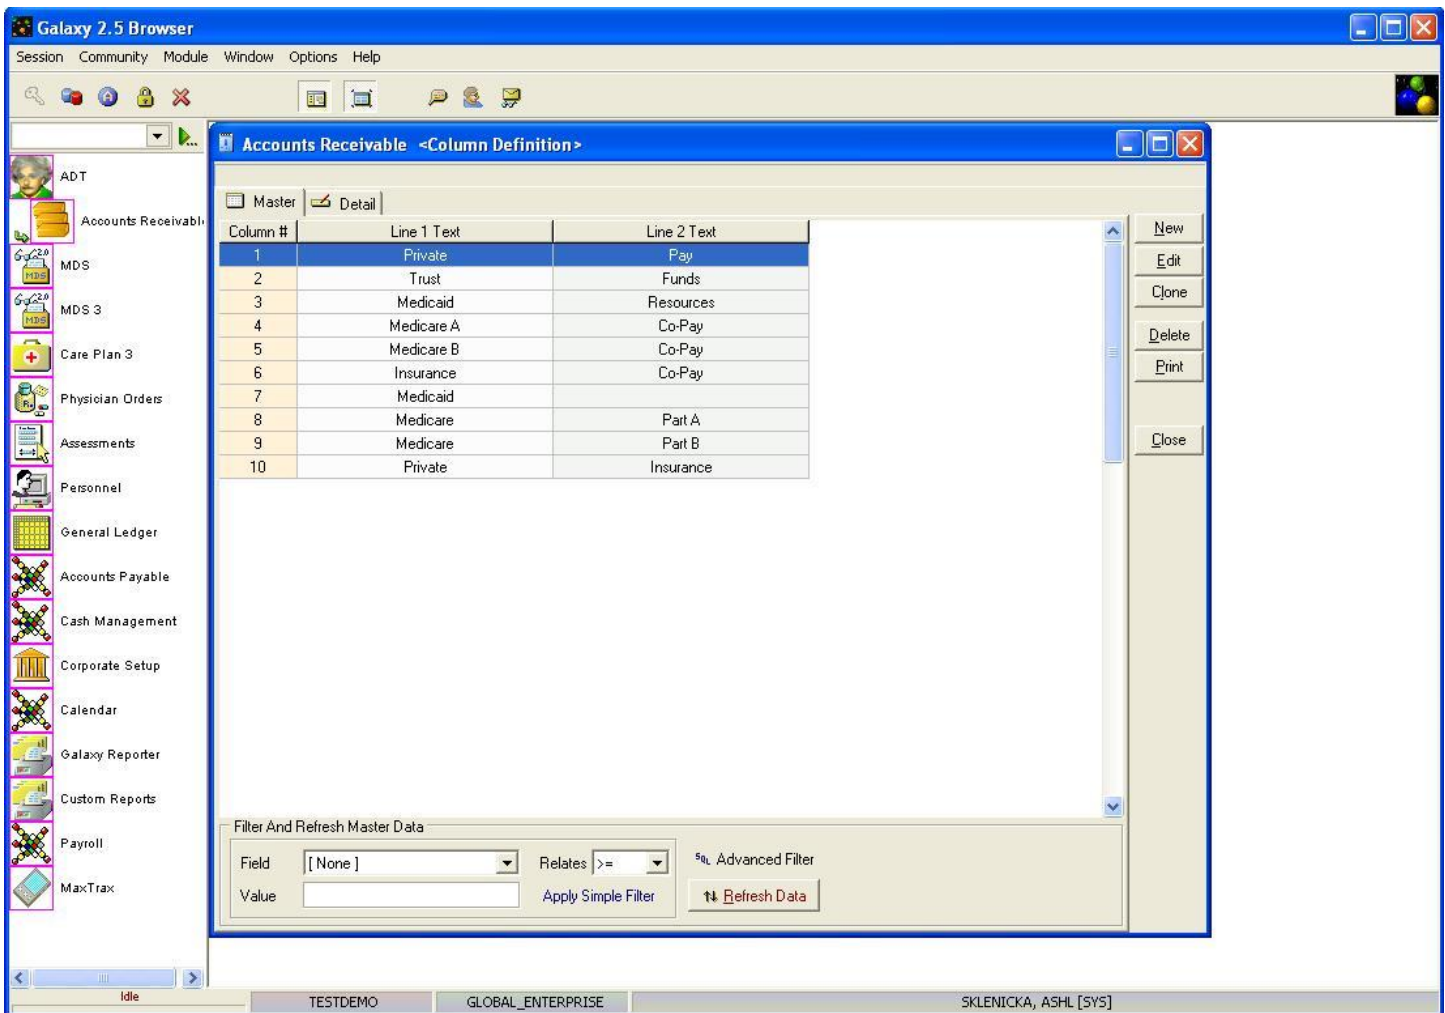 Galaxy 2.5 Browser
Session Community Module Window Options Help
Accounts Receivable <Column Definition>
ADT
Accounts Receivabl
MDS
MDS 3
Care Plan 3
Physician Orders
Assessments
Personnel
General Ledger
Accounts Payable
Cash Management
Corporate Setup
Calendar
Galaxy Reporter
Custom Reports
Payroll
MaxTrax
Master Detail
Column # Line 1 Text Line 2 Text
1 Private Pay
2 Trust Funds
3 Medicaid Resources
4 Medicare A Co-Pay
5 Medicare B Co-Pay
6 Insurance Co-Pay
7 Medicaid
8 Medicare Part A
9 Medicare Part B
10 Private Insurance
New
Edit
Clone
Delete
Print
Close
Filter And Refresh Master Data
Field [ None ] Relates >= SQL Advanced Filter
Value Apply Simple Filter Refresh Data
Idle TESTDEMO GLOBAL_ENTERPRISE SKLENICKA, ASHL [SYS]